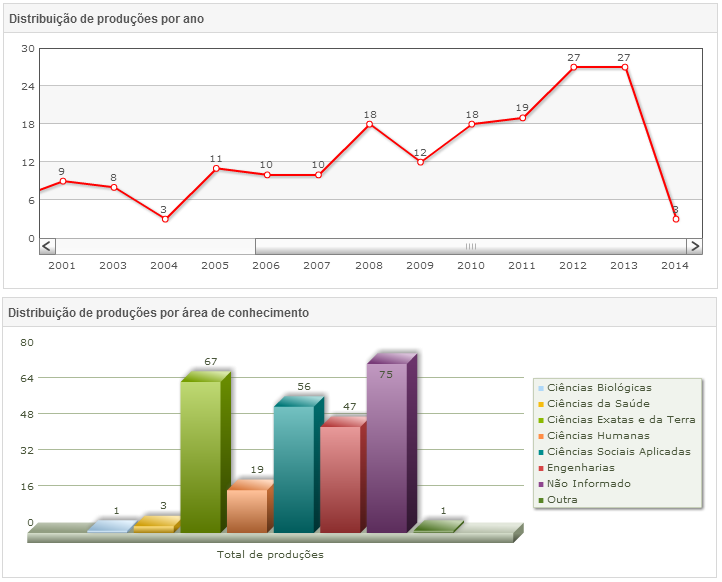 Distribuição de produções por ano
30
24
18
12
6
0
9
8
3
11
10
10
18
12
18
19
27
27
3
2001 2003 2004 2005 2006 2007 2008 2009 2010 2011 2012 2013 2014
Distribuição de produções por área de conhecimento
80
64
48
32
16
0
1
3
67
19
56
47
75
1
Total de produções
Ciências Biológicas
Ciências da Saúde
Ciências Exatas e da Terra
Ciências Humanas
Ciências Sociais Aplicadas
Engenharias
Não Informado
Outra